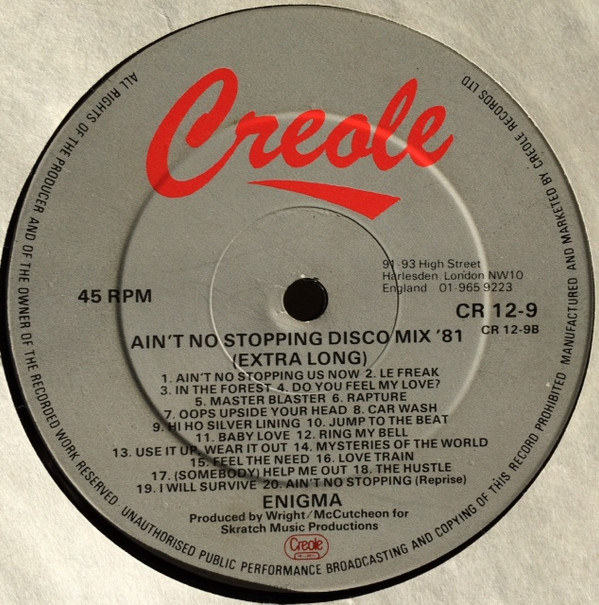 Creole
91-93 High Street
Harlesden London NW10
England 01-965 9223
45 RPM
CR 12-9
CR 12-9B
AIN'T NO STOPPING DISCO MIX '81
(EXTRA LONG)
1. AIN'T NO STOPPING US NOW 2. LE FREAK
3. IN THE FOREST 4. DO YOU FEEL MY LOVE?
5. MASTER BLASTER 6. RAPTURE
7. OOPS UPSIDE YOUR HEAD 8. CAR WASH
9. HI HO SILVER LINING 10. JUMP TO THE BEAT
11. BABY LOVE 12. RING MY BELL
13. USE IT UP, WEAR IT OUT 14. MYSTERIES OF THE WORLD
15. FEEL THE NEED 16. LOVE TRAIN
17. (SOMEBODY) HELP ME OUT 18. THE HUSTLE
19. I WILL SURVIVE 20. AIN'T NO STOPPING (Reprise)
ENIGMA
Produced by Wright/McCutcheon for
Skratch Music Productions
Creole
ALL RIGHTS OF THE PRODUCER AND OF THE OWNER OF THE RECORDED WORK RESERVED UNAUTHORISED PUBLIC PERFORMANCE BROADCASTING AND COPYING OF THIS RECORD PROHIBITED MANUFACTURED AND MARKETED BY CREOLE RECORDS LTD